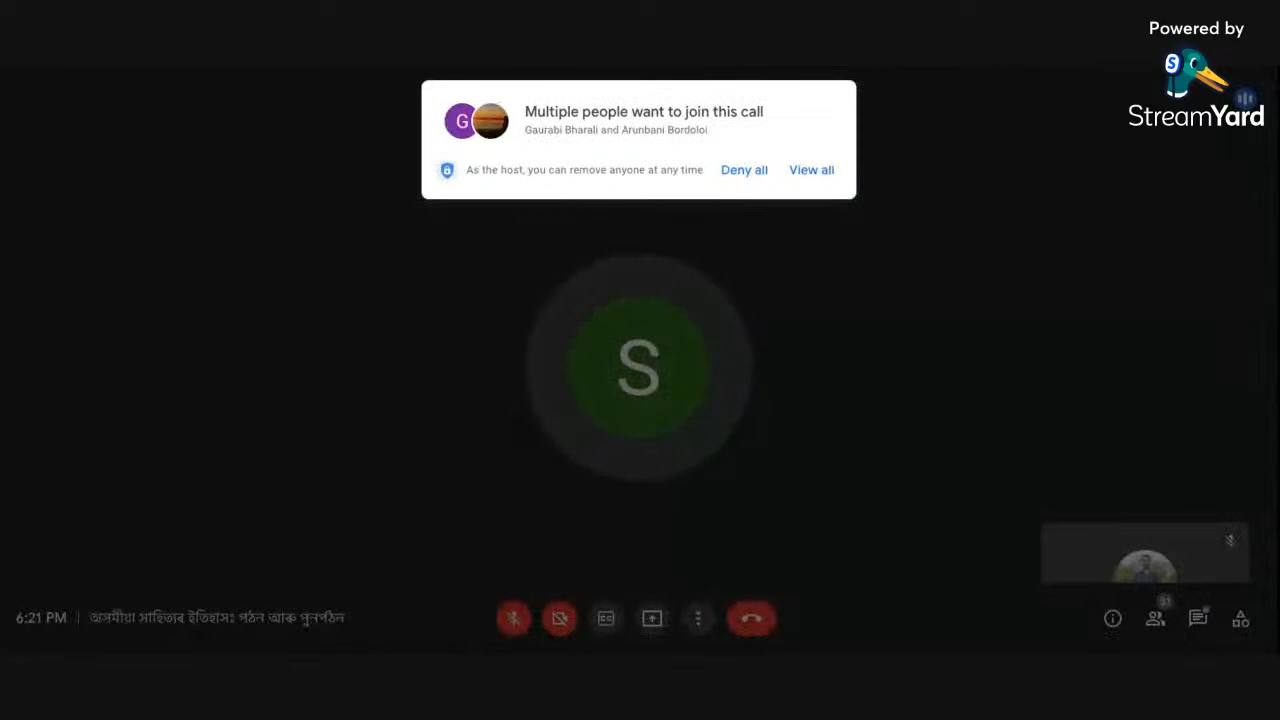 Powered by
S
StreamYard
Multiple people want to join this call
G
Gaurabi Bharali and Arunbani Bordoloi
As the host, you can remove anyone at any time
Deny all
View all
S
6:21 PM | অসমীয়া সাহিত্যৰ ইতিহাসঃ পঠন আৰু পুনৰ্পঠন
CC